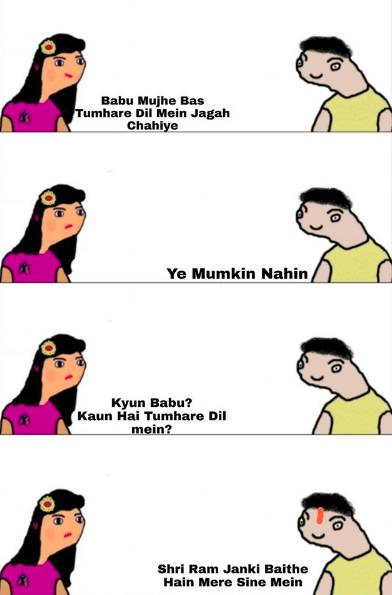 Babu Mujhe Bas
Tumhare Dil Mein Jagah
Chahiye
Ye Mumkin Nahin
Kyun Babu?
Kaun Hai Tumhare Dil
mein?
Shri Ram Janki Baithe
Hain Mere Sine Mein